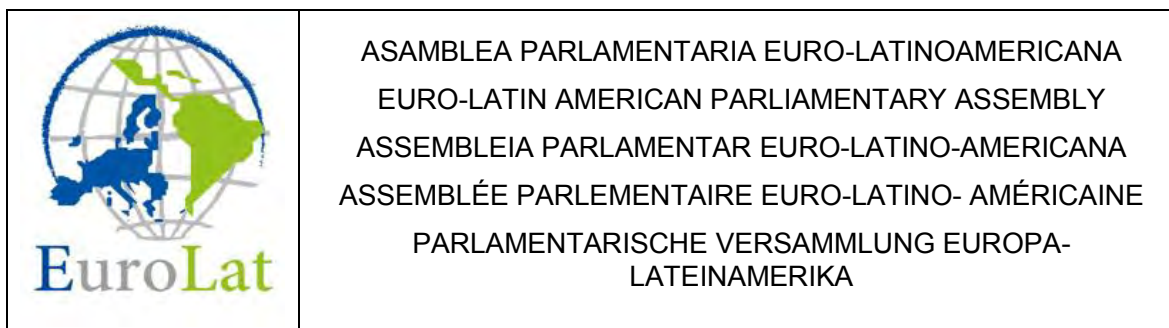 EuroLat
ASAMBLEA PARLAMENTARIA EURO-LATINOAMERICANA
EURO-LATIN AMERICAN PARLIAMENTARY ASSEMBLY
ASSEMBLEIA PARLAMENTAR EURO-LATINO-AMERICANA
ASSEMBLÉE PARLEMENTAIRE EURO-LATINO- AMÉRICAINE
PARLAMENTARISCHE VERSAMMLUNG EUROPA-
LATEINAMERIKA